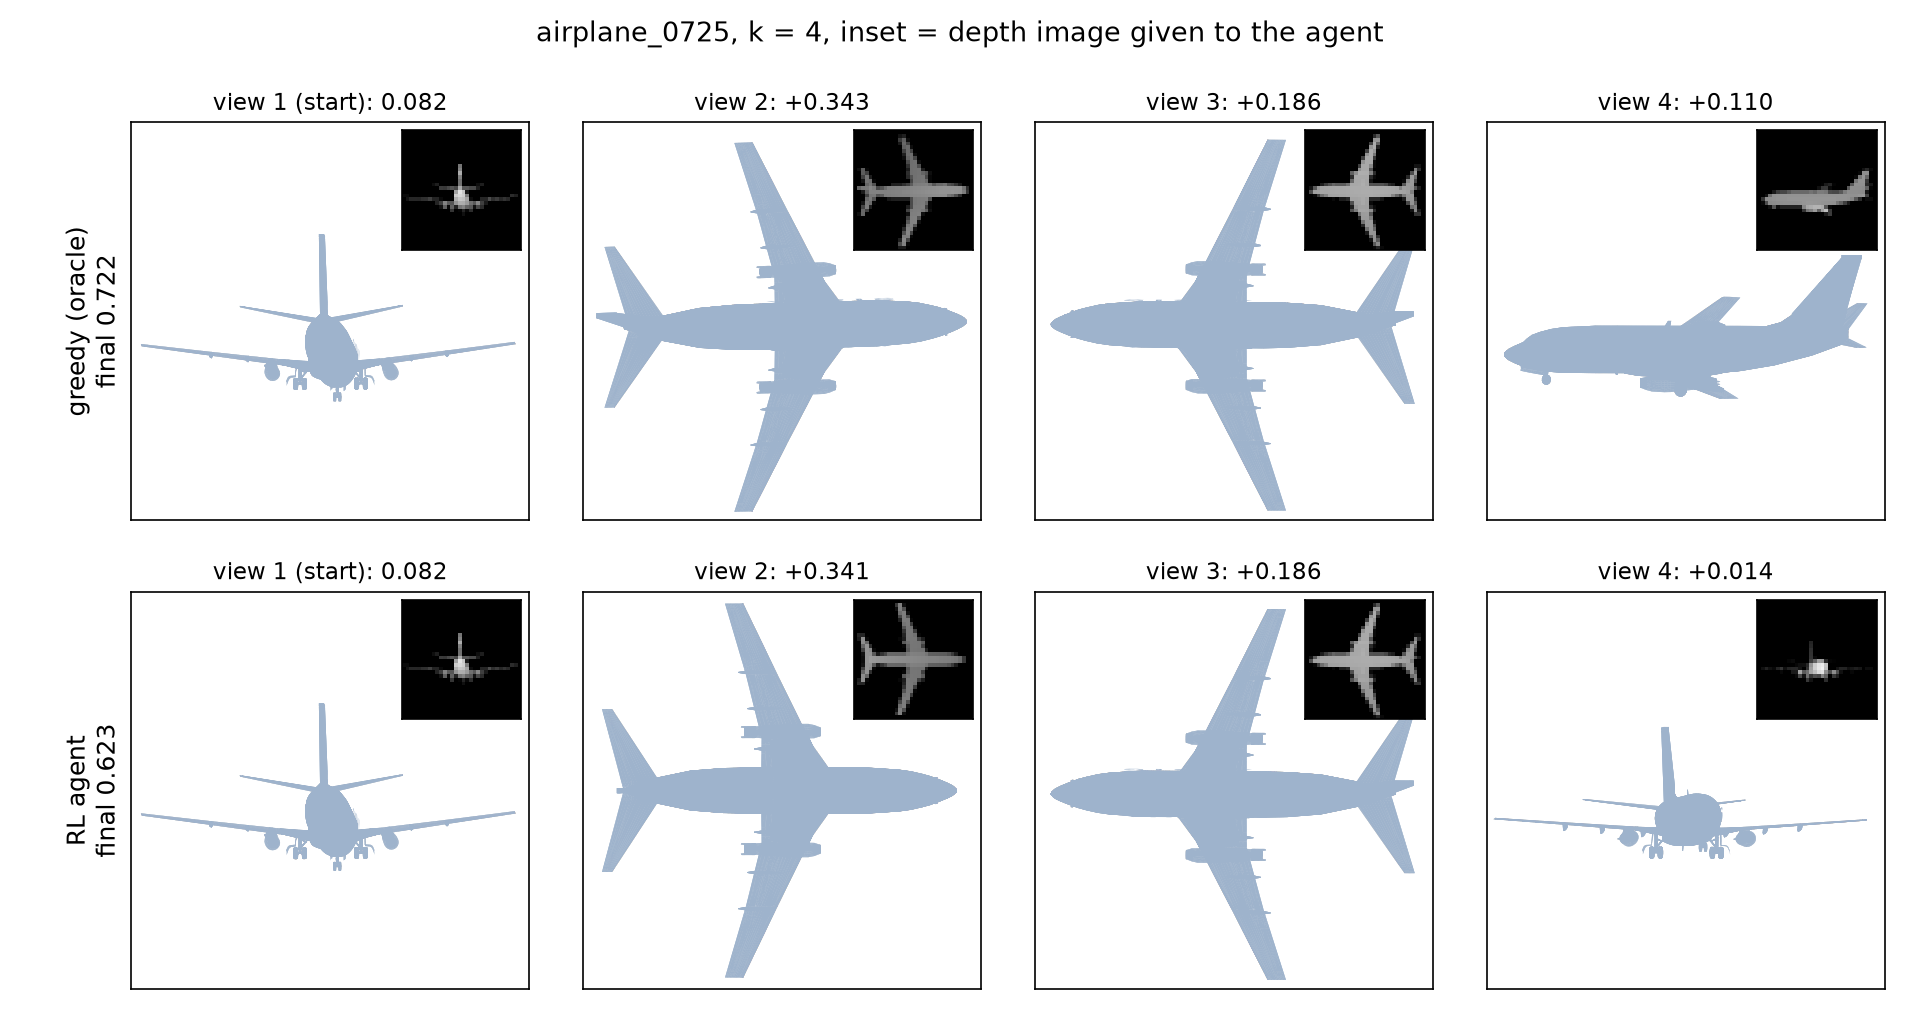 airplane_0725, k = 4, inset = depth image given to the agent
greedy (oracle)
final 0.722
view 1 (start): 0.082
view 2: +0.343
view 3: +0.186
view 4: +0.110
RL agent
final 0.623
view 1 (start): 0.082
view 2: +0.341
view 3: +0.186
view 4: +0.014